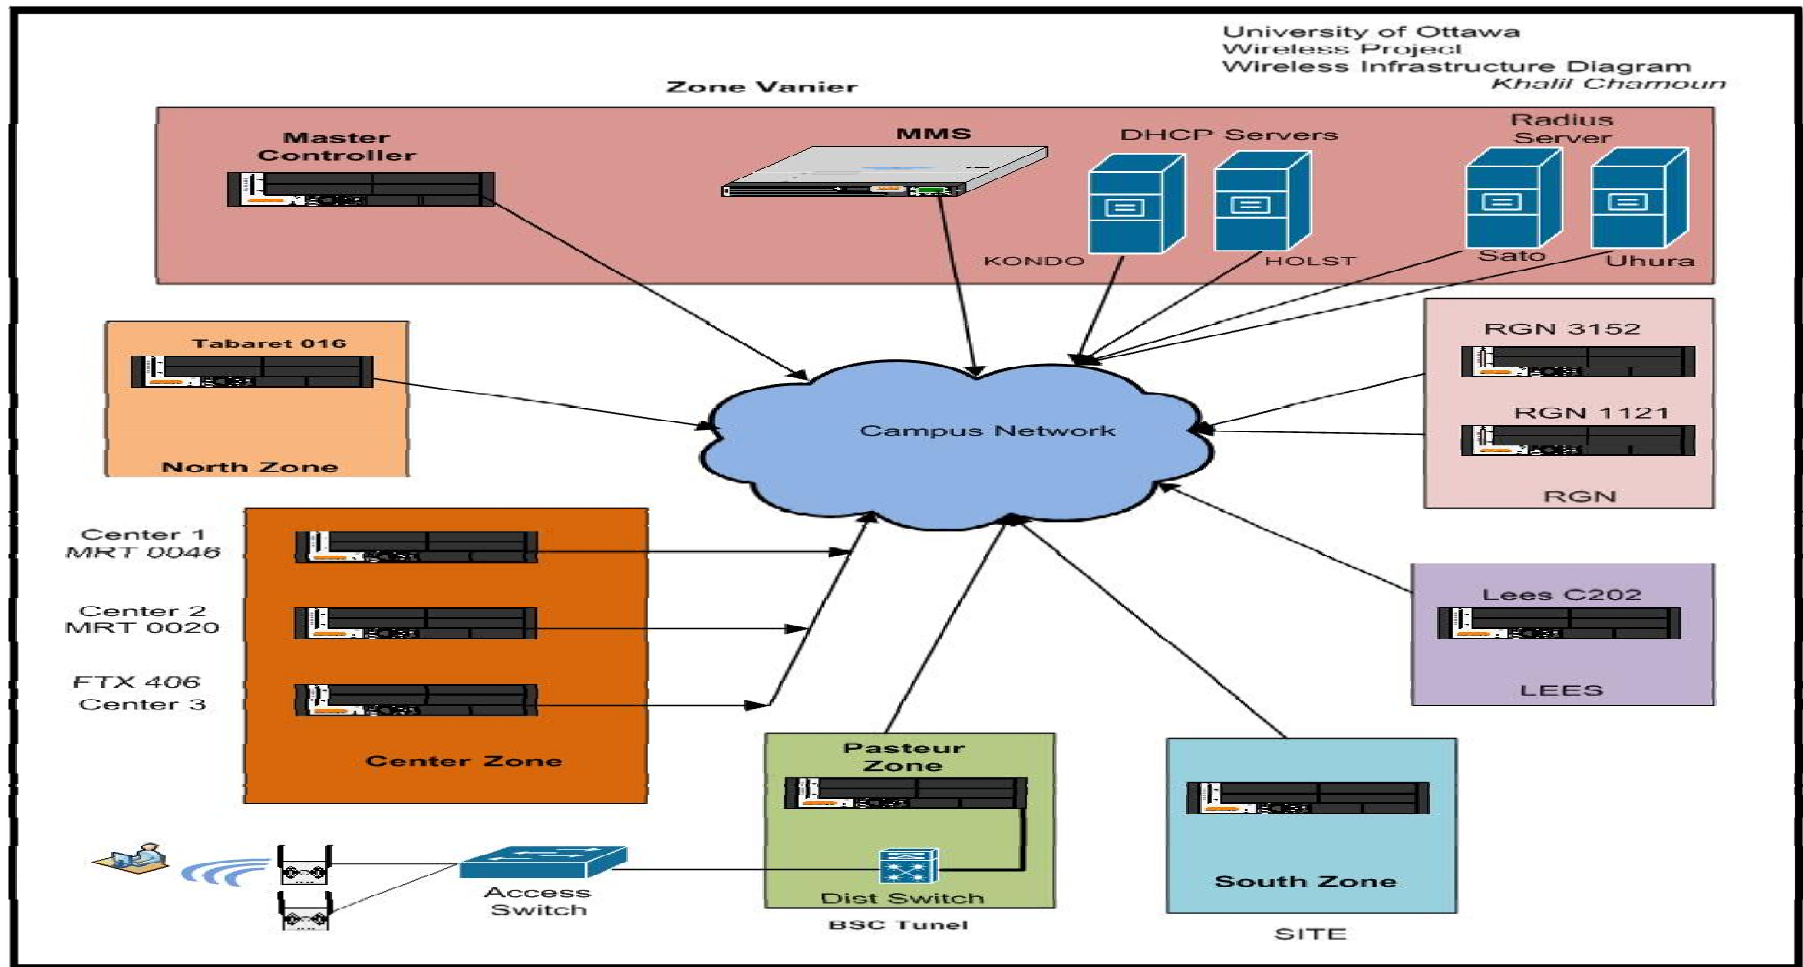 University of Ottawa
Wireless Project
Wireless Infrastructure Diagram
Khalil Chamoun
Zone Vanier
Master
Controller
MMS
DHCP Servers
Radius
Server
KONDO
HOLST
Sato
Uhura
Tabaret 016
North Zone
Campus Network
RGN 3152
RGN 1121
RGN
Center 1
MRT 0046
Center 2
MRT 0020
FTX 406
Center 3
Center Zone
Lees C202
LEES
Pasteur
Zone
Dist Switch
BSC Tunel
Access
Switch
South Zone
SITE